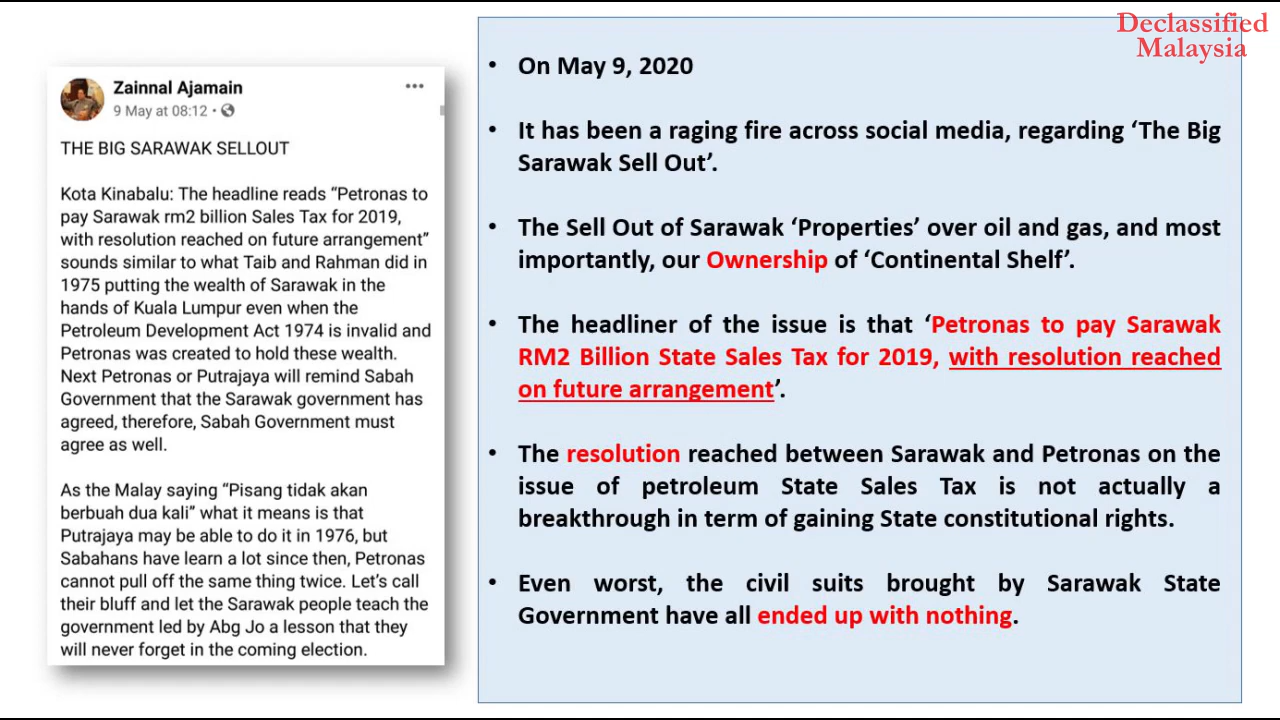 Declassified
Malaysia
Zainnal Ajamain
9 May at 08:12 •
THE BIG SARAWAK SELLOUT
Kota Kinabalu: The headline reads “Petronas to
pay Sarawak rm2 billion Sales Tax for 2019,
with resolution reached on future arrangement”
sounds similar to what Taib and Rahman did in
1975 putting the wealth of Sarawak in the
hands of Kuala Lumpur even when the
Petroleum Development Act 1974 is invalid and
Petronas was created to hold these wealth.
Next Petronas or Putrajaya will remind Sabah
Government that the Sarawak government has
agreed, therefore, Sabah Government must
agree as well.
As the Malay saying “Pisang tidak akan
berbuah dua kali” what it means is that
Putrajaya may be able to do it in 1976, but
Sabahans have learn a lot since then, Petronas
cannot pull off the same thing twice. Let’s call
their bluff and let the Sarawak people teach the
government led by Abg Jo a lesson that they
will never forget in the coming election.
• On May 9, 2020
• It has been a raging fire across social media, regarding ‘The Big
Sarawak Sell Out’.
• The Sell Out of Sarawak ‘Properties’ over oil and gas, and most
importantly, our Ownership of ‘Continental Shelf’.
• The headliner of the issue is that ‘Petronas to pay Sarawak
RM2 Billion State Sales Tax for 2019, with resolution reached
on future arrangement’.
• The resolution reached between Sarawak and Petronas on the
issue of petroleum State Sales Tax is not actually a
breakthrough in term of gaining State constitutional rights.
• Even worst, the civil suits brought by Sarawak State
Government have all ended up with nothing.